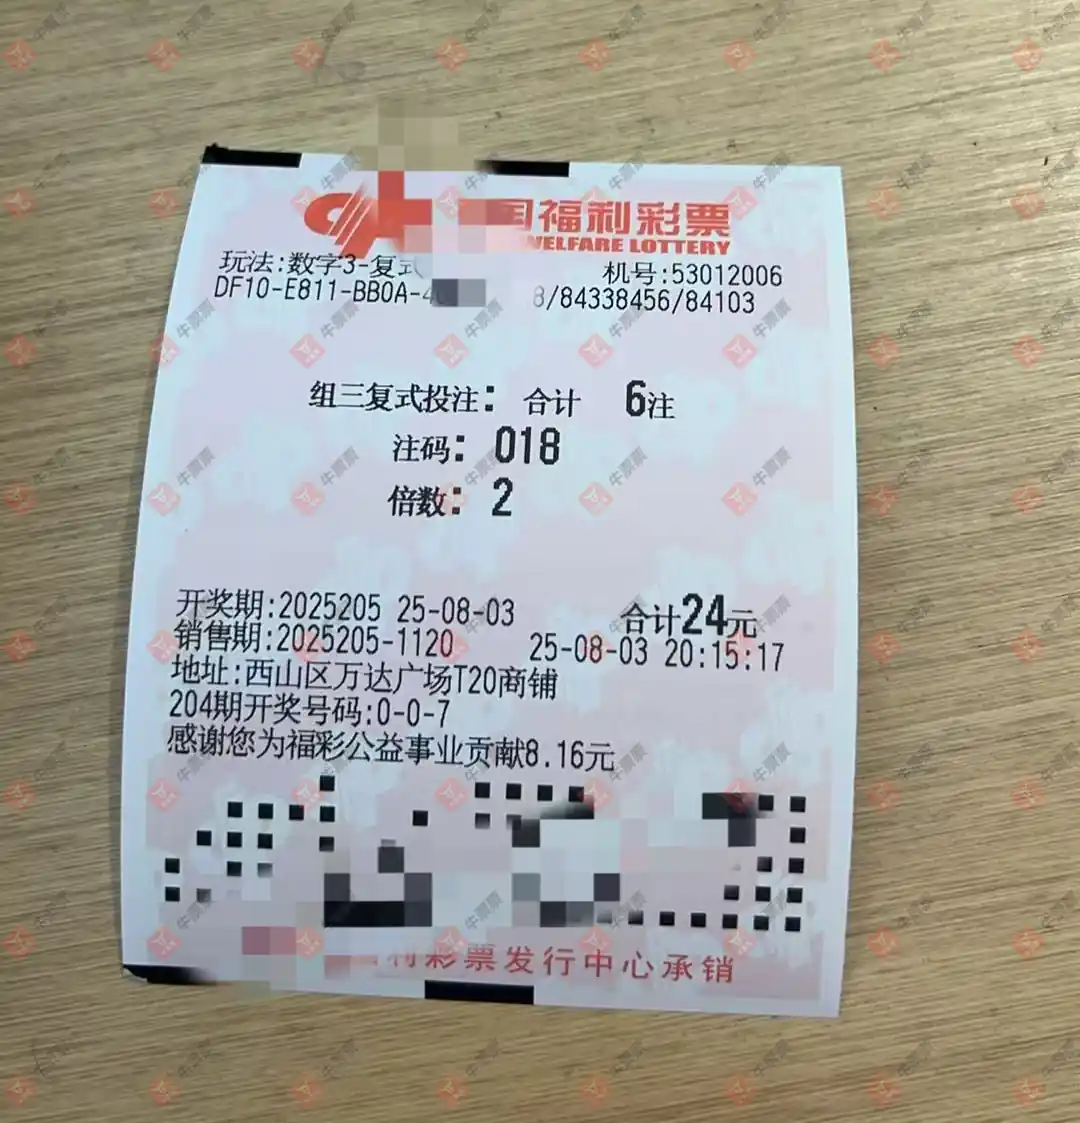 国福利彩票
WELFARE LOTTERY
玩法:数字3-复式
机号:53012006
DF10-E811-BB0A-4 8/84338456/84103
组三复式投注: 合计 6注
注码: 018
倍数: 2
开奖期:2025205 25-08-03 合计24元
销售期:2025205-1120 25-08-03 20:15:17
地址:西山区万达广场T20商铺
204期开奖号码:0-0-7
感谢您为福彩公益事业贡献8.16元
利彩票发行中心承销
牛票票